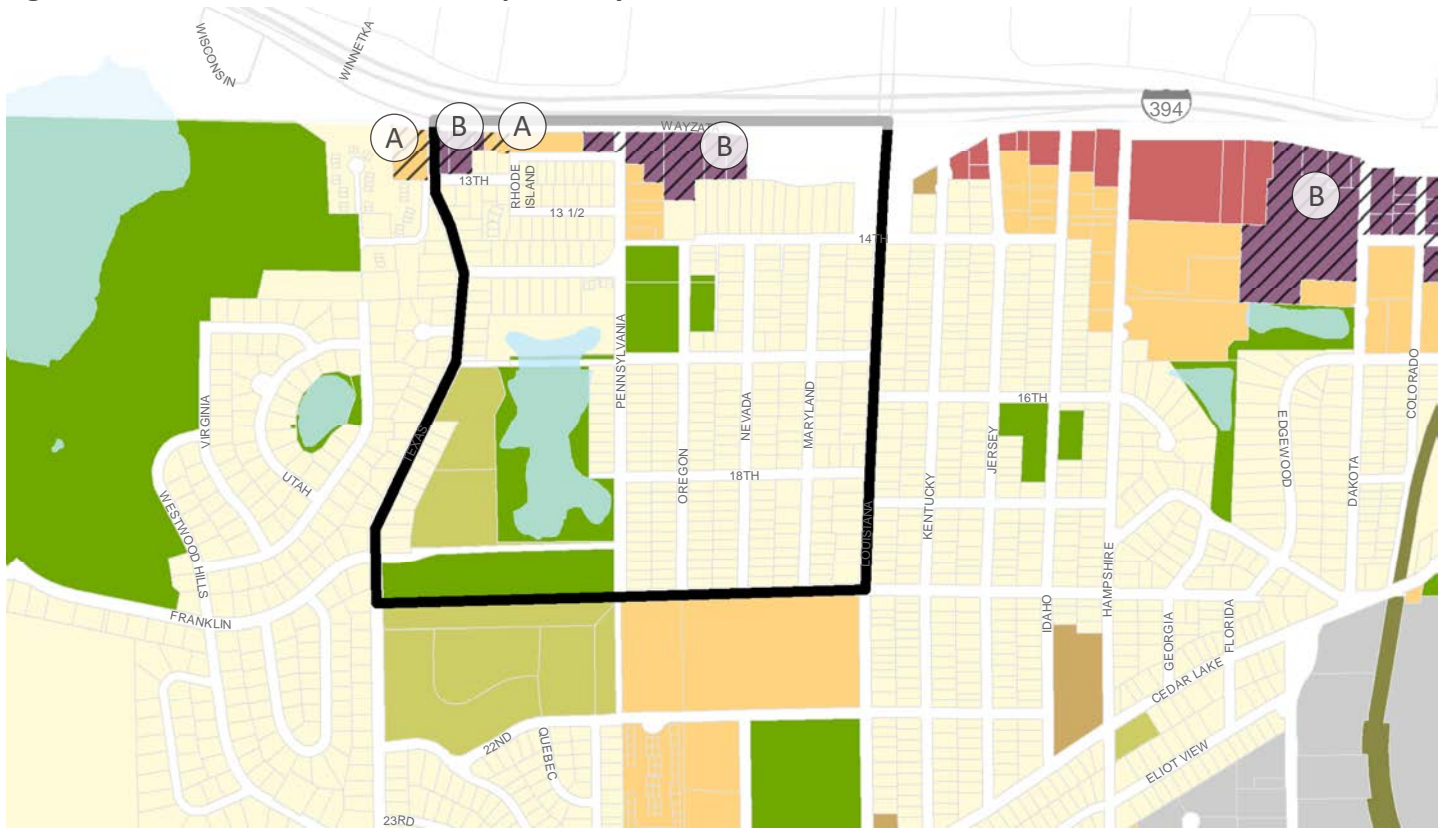 WISCONSIN
WINNETKA
394
A
B
A
WAYZATA
B
B
13TH
RHODE
ISLAND
13 1/2
14TH
PENNSYLVANIA
VIRGINIA
UTAH
TEXAS
OREGON
NEVADA
MARYLAND
16TH
18TH
KENTUCKY
JERSEY
EDGEWOOD
DAKOTA
COLORADO
WESTWOOD HILLS
LOUISIANA
FRANKLIN
IDAHO
HAMPSHIRE
GEORGIA
FLORIDA
CEDAR LAKE
22ND
QUEBEC
ELIOT VIEW
23RD